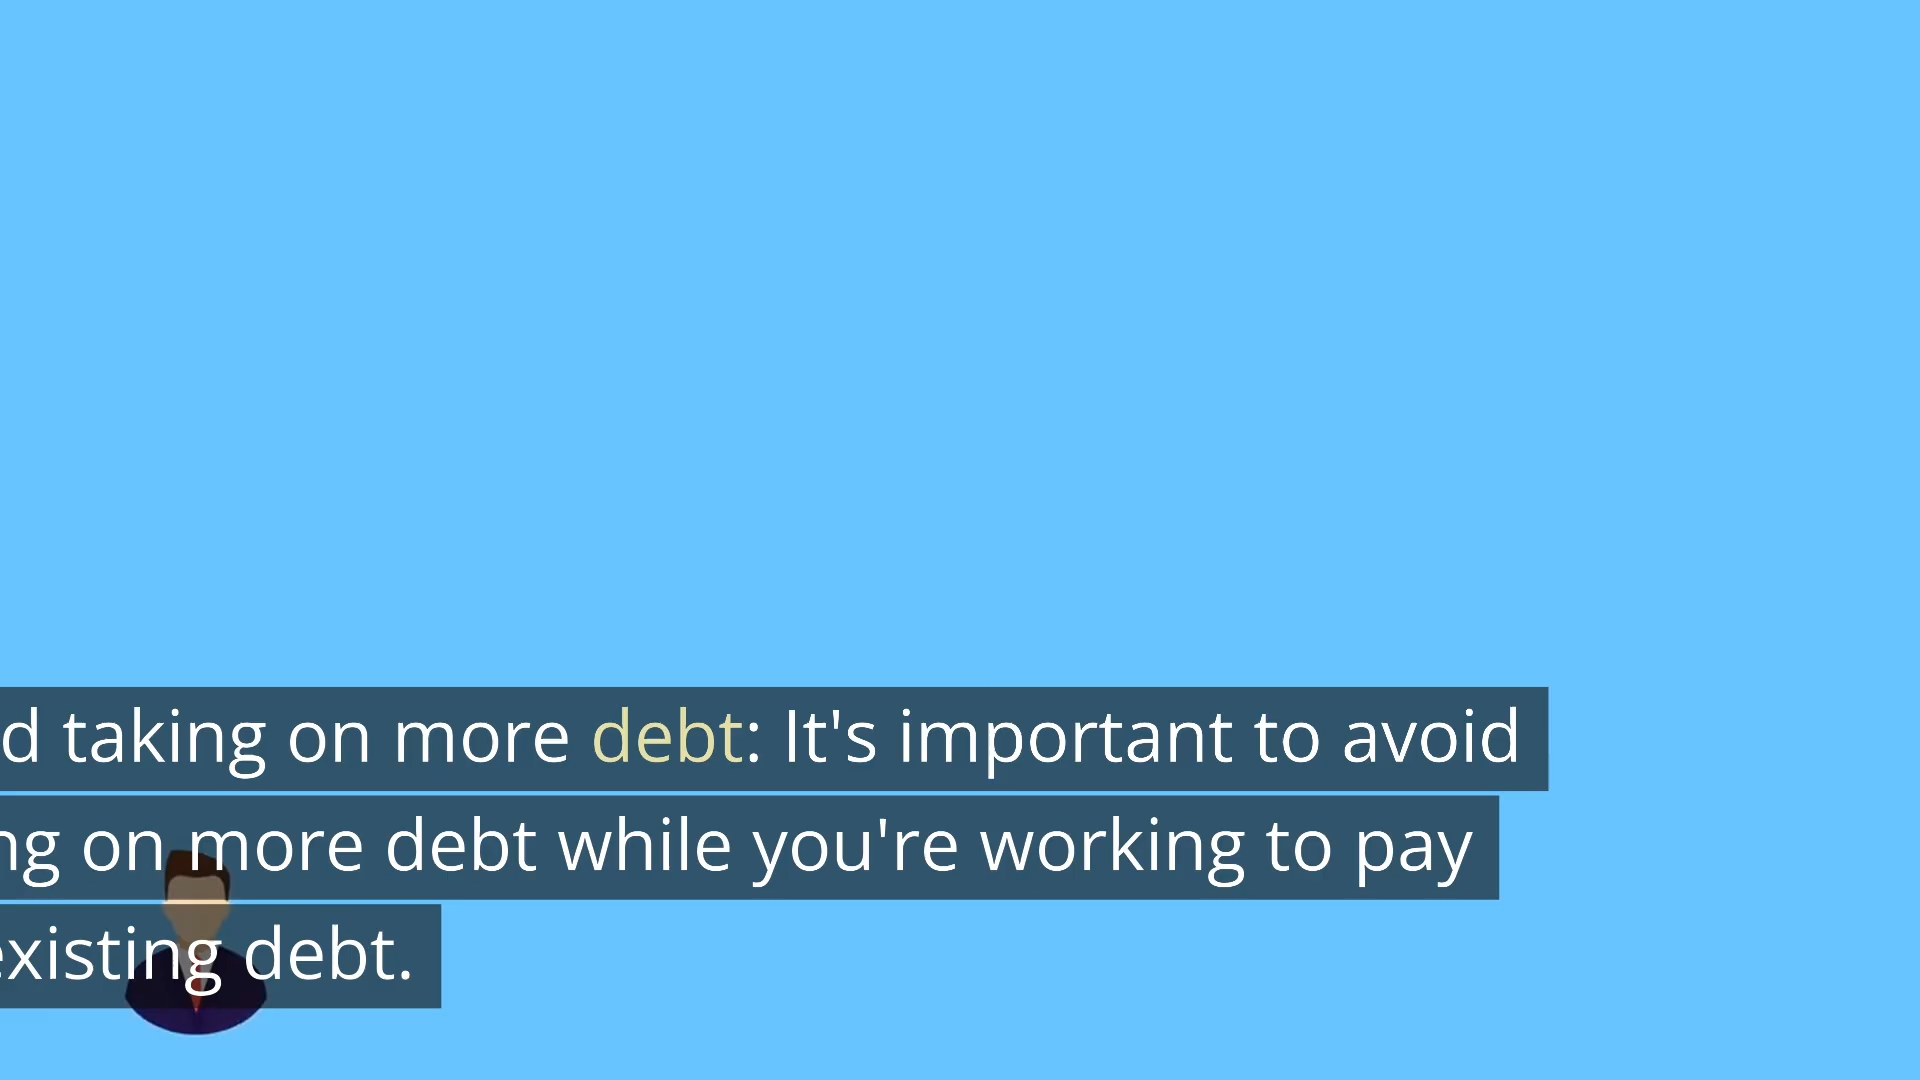 d taking on more debt: It's important to avoid
ng on more debt while you're working to pay
existing debt.